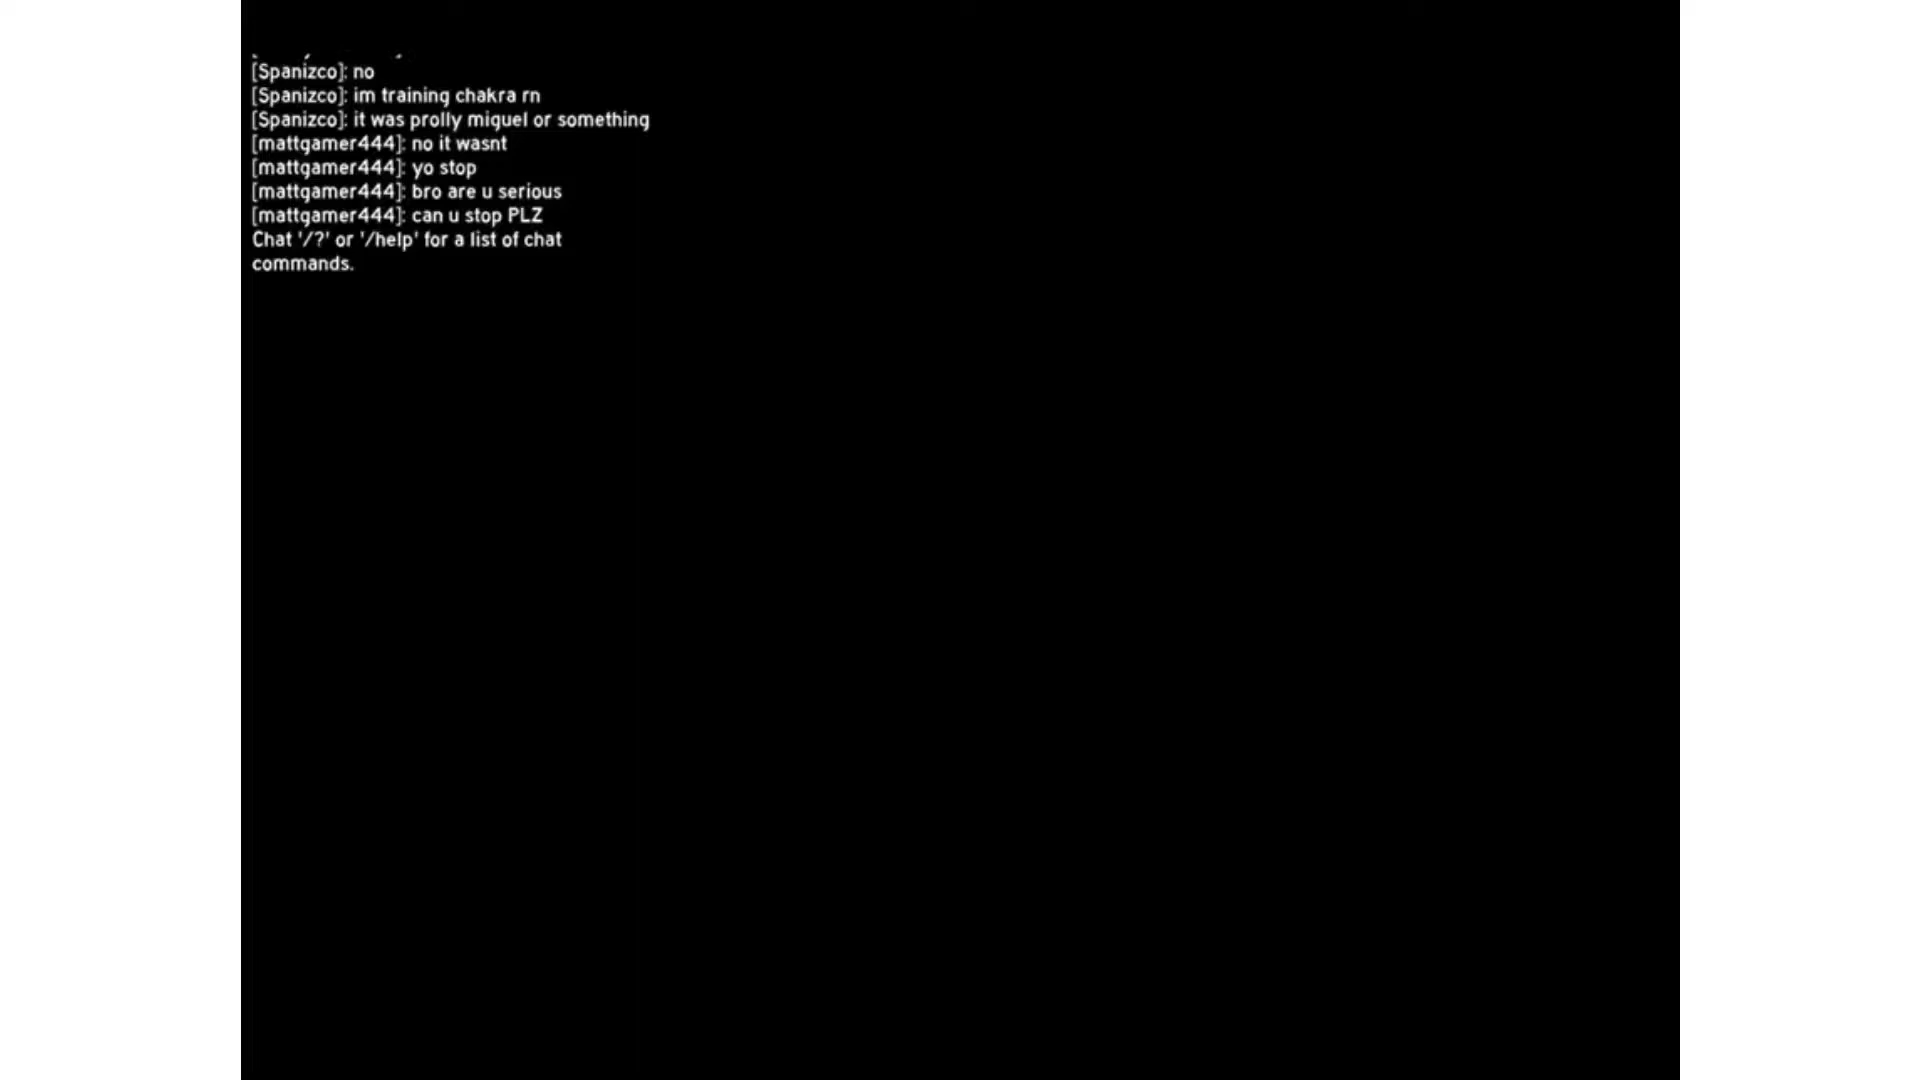 [Spanizco]: no
[Spanizco]: im training chakra rn
[Spanizco]: it was prolly miguel or something
[mattgamer444]: no it wasnt
[mattgamer444]: yo stop
[mattgamer444]: bro are u serious
[mattgamer444]: can u stop PLZ
Chat '/?' or '/help' for a list of chat
commands.